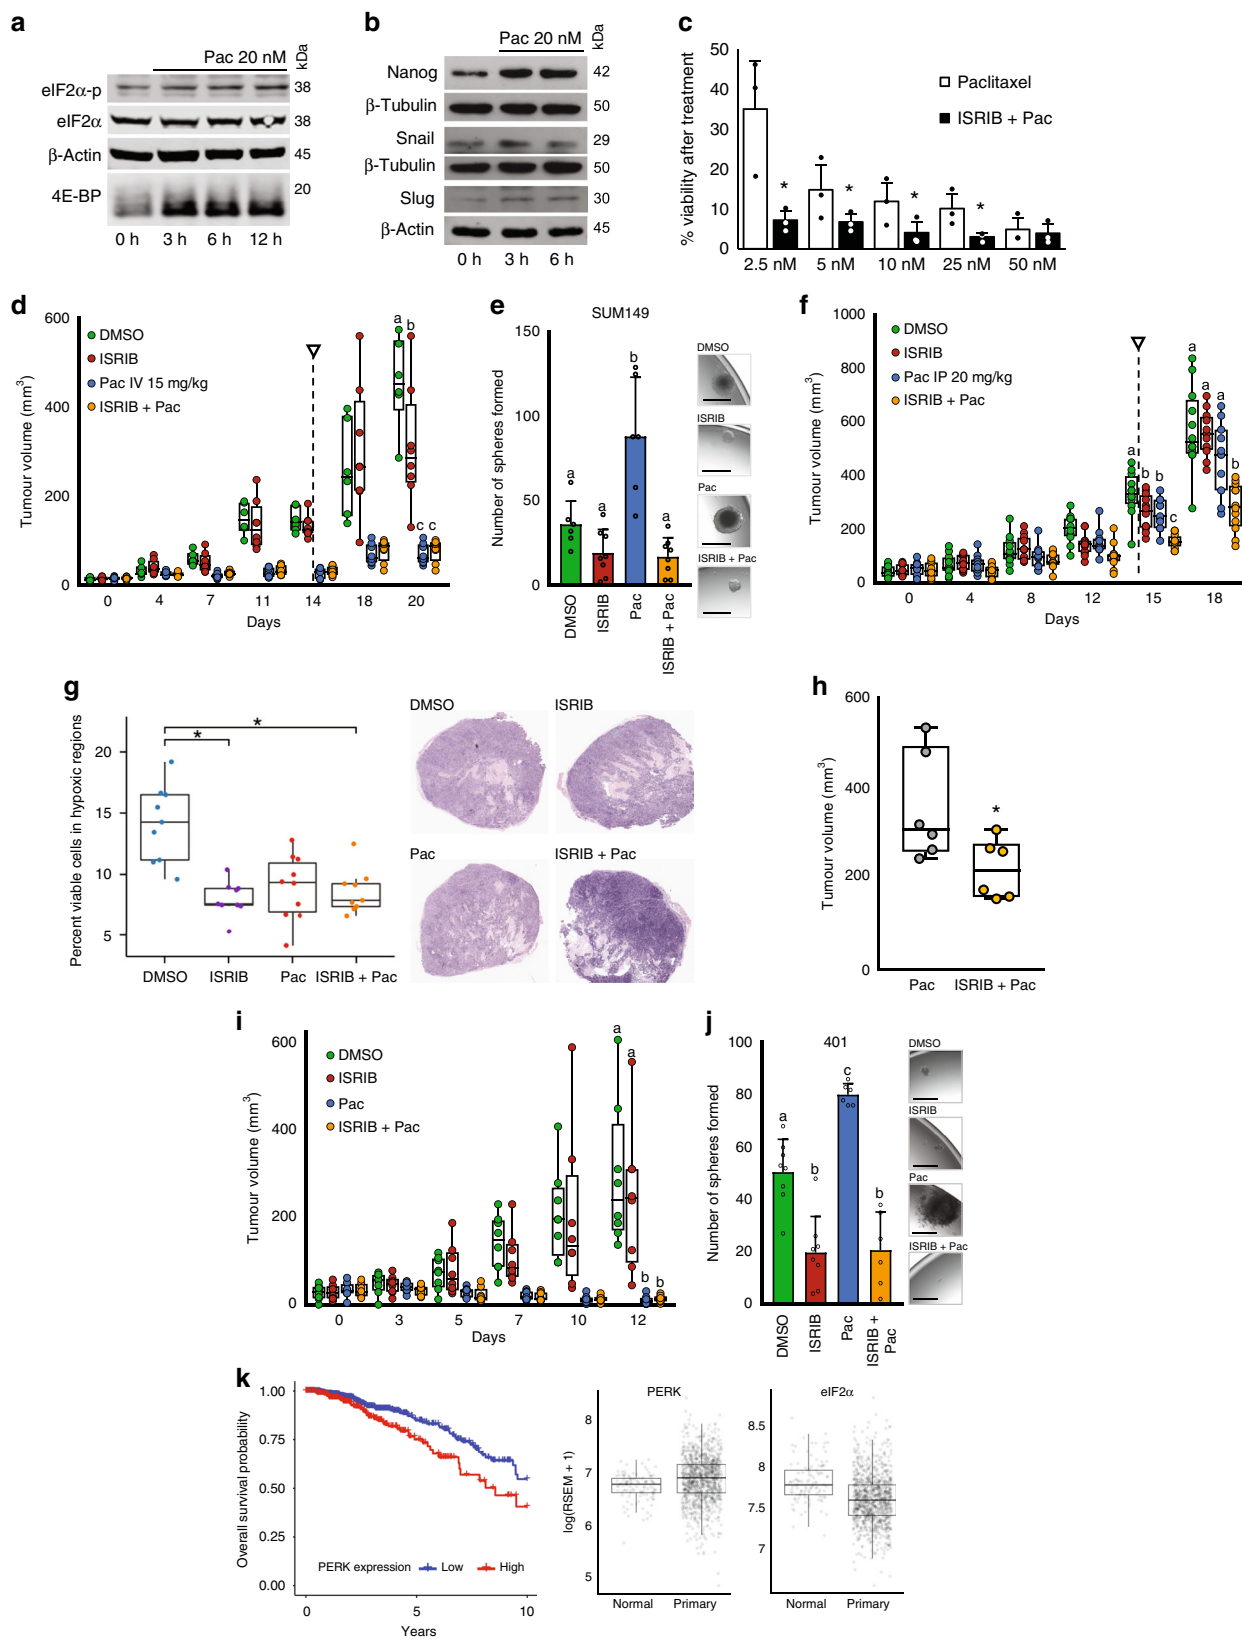 a
Pac 20 nM
kDa
eIF2α-p
38
eIF2α
38
β-Actin
45
4E-BP
20
0 h
3 h
6 h
12 h
b
Pac 20 nM
kDa
Nanog
42
β-Tubulin
50
Snail
29
β-Tubulin
50
Slug
30
β-Actin
45
0 h
3 h
6 h
c
% viability after treatment
50
40
30
20
10
0
Paclitaxel
ISRIB + Pac
*
*
*
*
2.5 nM
5 nM
10 nM
25 nM
50 nM
d
Tumour volume (mm³)
600
400
200
0
DMSO
ISRIB
Pac IV 15 mg/kg
ISRIB + Pac
a
b
c c
0
4
7
11
14
18
20
Days
e
SUM149
Number of spheres formed
150
100
50
0
a
a
b
a
DMSO
ISRIB
Pac
ISRIB + Pac
DMSO
ISRIB
Pac
ISRIB + Pac
f
Tumour volume (mm³)
1000
800
600
400
200
0
DMSO
ISRIB
Pac IP 20 mg/kg
ISRIB + Pac
a
b
b
c
a
a
a
b
0
4
8
12
15
18
Days
g
Percent viable cells in hypoxic regions
20
15
10
5
*
*
DMSO
ISRIB
Pac
ISRIB + Pac
DMSO
ISRIB
Pac
ISRIB + Pac
h
Tumour volume (mm³)
600
400
200
0
*
Pac
ISRIB + Pac
i
Tumour volume (mm³)
600
400
200
0
DMSO
ISRIB
Pac
ISRIB + Pac
a
a
b
b
0
3
5
7
10
12
Days
j
401
Number of spheres formed
100
80
60
40
20
0
a
b
c
b
DMSO
ISRIB
Pac
ISRIB + Pac
DMSO
ISRIB
Pac
ISRIB + Pac
k
Overall survival probability
1.00
0.75
0.50
0.25
0.00
PERK expression
Low
High
0
5
10
Years
PERK
log(RSEM + 1)
8
7
6
5
Normal
Primary
eIF2α
8.5
8
7.5
7
Normal
Primary